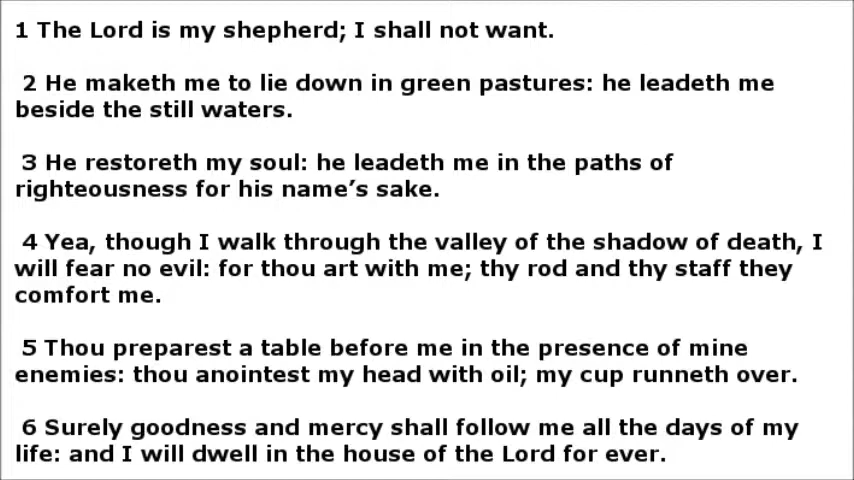 1 The Lord is my shepherd; I shall not want.
2 He maketh me to lie down in green pastures: he leadeth me
beside the still waters.
3 He restoreth my soul: he leadeth me in the paths of
righteousness for his name’s sake.
4 Yea, though I walk through the valley of the shadow of death, I
will fear no evil: for thou art with me; thy rod and thy staff they
comfort me.
5 Thou preparest a table before me in the presence of mine
enemies: thou anointest my head with oil; my cup runneth over.
6 Surely goodness and mercy shall follow me all the days of my
life: and I will dwell in the house of the Lord for ever.